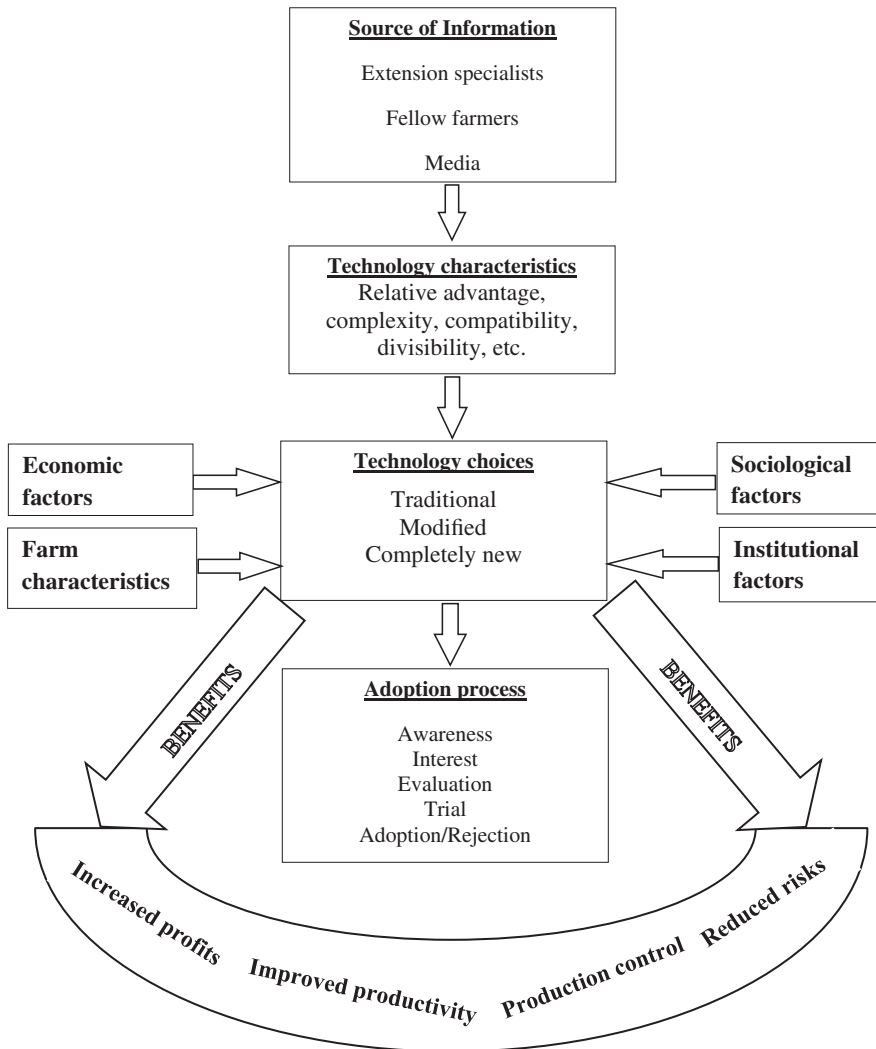 Source of Information
Extension specialists
Fellow farmers
Media
Technology characteristics
Relative advantage,
complexity, compatibility,
divisibility, etc.
Economic
factors
Farm
characteristics
Technology choices
Traditional
Modified
Completely new
Sociological
factors
Institutional
factors
BENEFITS
BENEFITS
Adoption process
Awareness
Interest
Evaluation
Trial
Adoption/Rejection
Increased profits
Improved productivity
Production control
Reduced risks